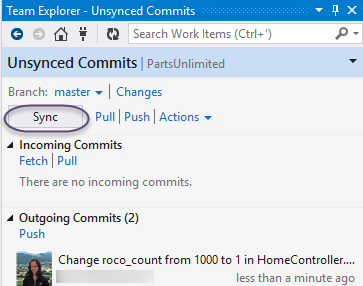 Team Explorer - Unsynced Commits
Search Work Items (Ctrl+')
Unsynced Commits | PartsUnlimited
Branch: master | Changes
Sync Pull | Push | Actions
Incoming Commits
Fetch | Pull
There are no incoming commits.
Outgoing Commits (2)
Push
Change roco_count from 1000 to 1 in HomeController....
less than a minute ago